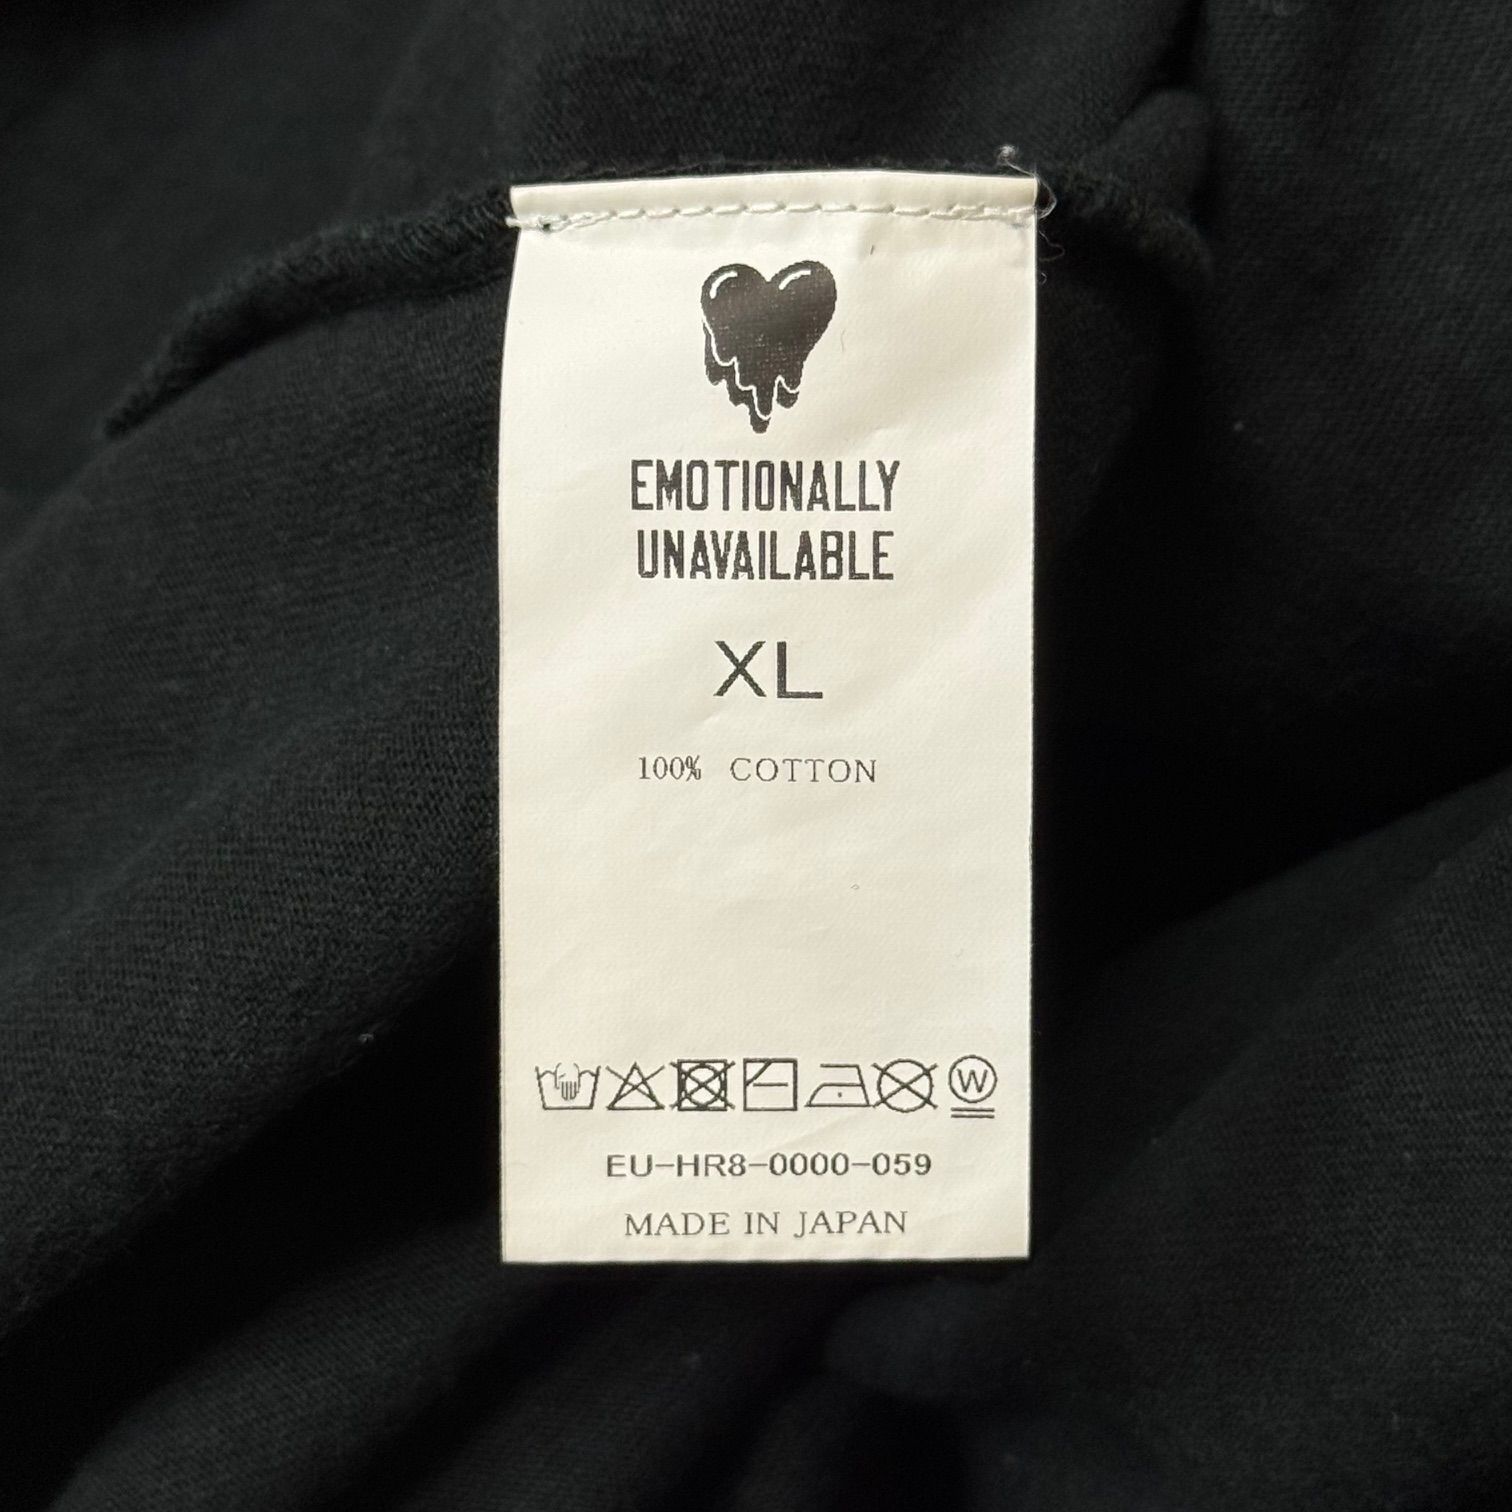 EMOTIONALLY
UNAVAILABLE
XL
100% COTTON
W
EU-HR8-0000-059
MADE IN JAPAN